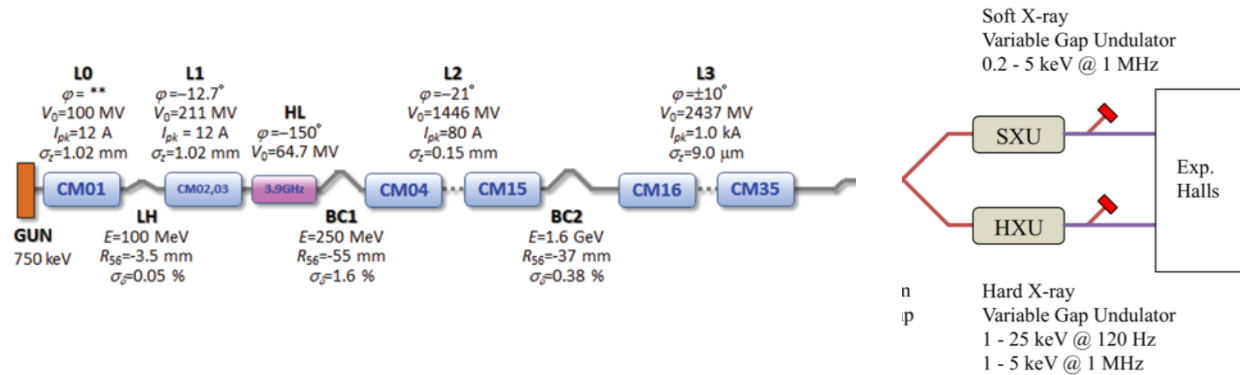 L0
φ= **
V0=100 MV
Ipk=12 A
σz=1.02 mm
L1
φ=–12.7°
V0=211 MV
Ipk = 12 A
σz=1.02 mm
HL
φ=–150°
V0=64.7 MV
L2
φ=–21°
V0=1446 MV
Ipk=80 A
σz=0.15 mm
L3
φ=±10°
V0=2437 MV
Ipk=1.0 kA
σz=9.0 μm
CM01
CM02,03
3.9GHz
CM04
CM15
CM16
CM35
GUN
750 keV
LH
E=100 MeV
R56=-3.5 mm
σδ=0.05 %
BC1
E=250 MeV
R56=-55 mm
σδ=1.6 %
BC2
E=1.6 GeV
R56=-37 mm
σδ=0.38 %
Soft X-ray
Variable Gap Undulator
0.2 - 5 keV @ 1 MHz
SXU
HXU
Exp.
Halls
Hard X-ray
Variable Gap Undulator
1 - 25 keV @ 120 Hz
1 - 5 keV @ 1 MHz